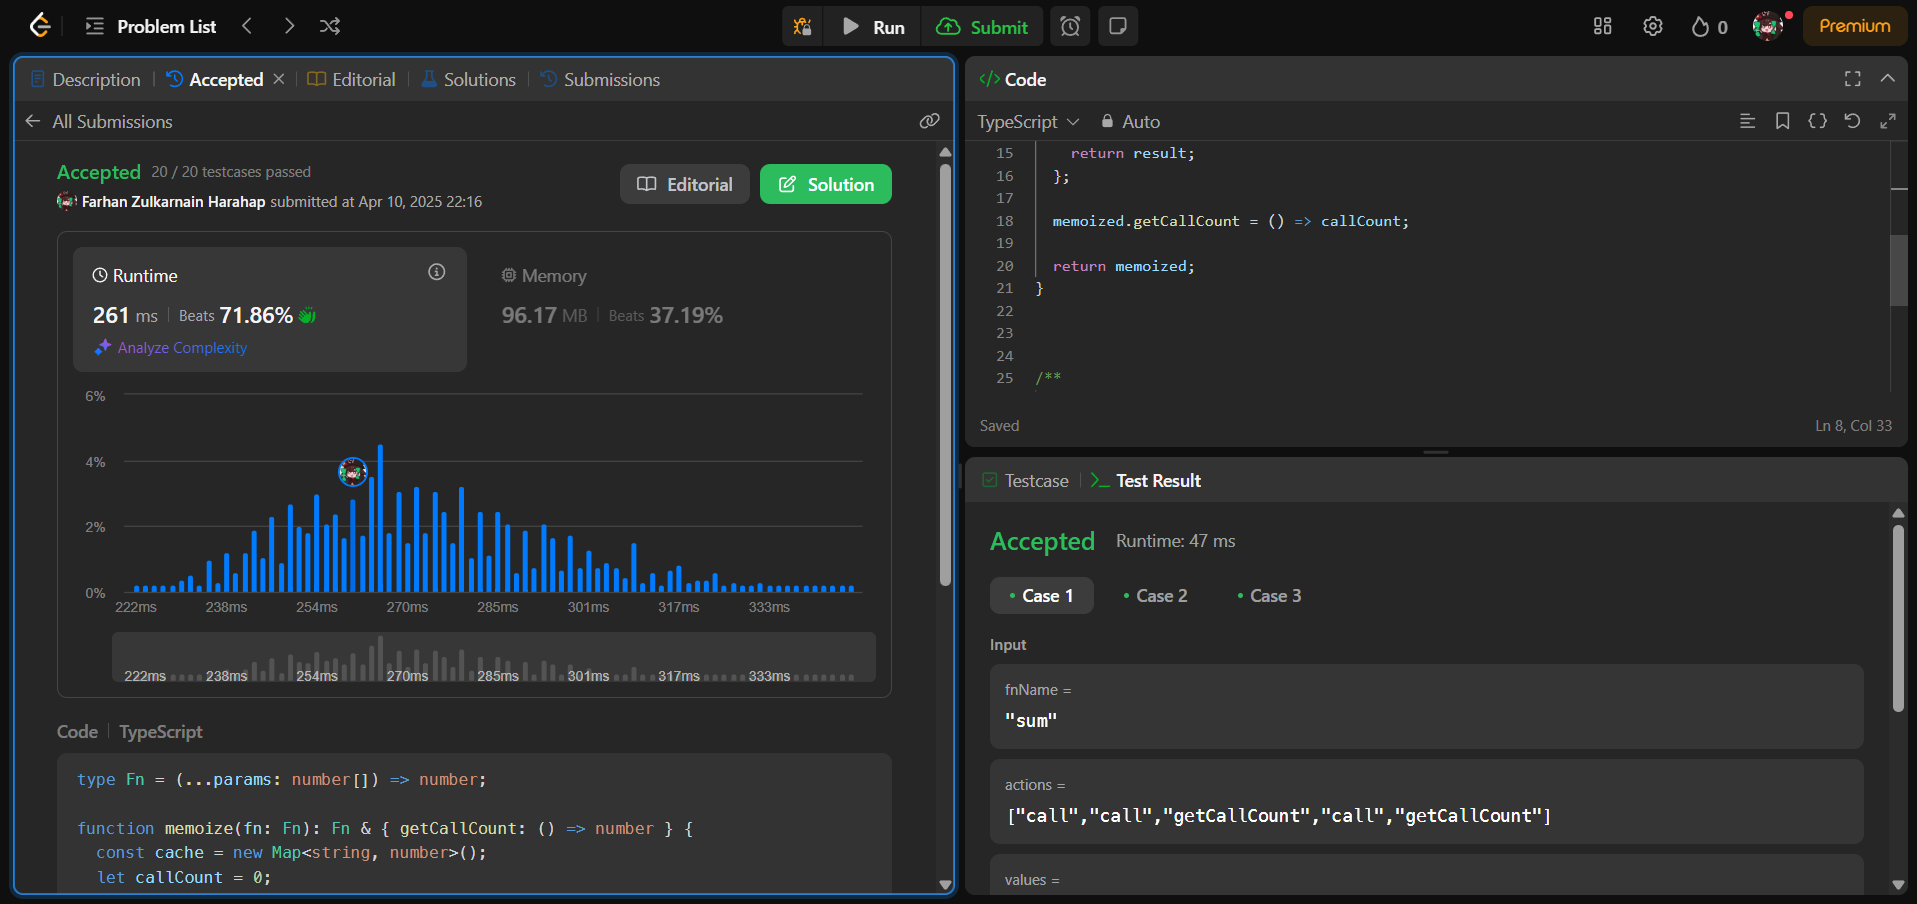 Problem List
Run
Submit
0
Premium
Description
Accepted
Editorial
Solutions
Submissions
All Submissions
Accepted
20 / 20 testcases passed
Farhan Zulkarnain Harahap submitted at Apr 10, 2025 22:16
Editorial
Solution
Runtime
261 ms
Beats 71.86%
Analyze Complexity
Memory
96.17 MB
Beats 37.19%
6%
4%
2%
0%
222ms 238ms 254ms 270ms 285ms 301ms 317ms 333ms
222ms 238ms 254ms 270ms 285ms 301ms 317ms 333ms
Code
TypeScript
type Fn = (...params: number[]) => number;
function memoize(fn: Fn): Fn & { getCallCount: () => number } {
const cache = new Map<string, number>();
let callCount = 0;
Code
TypeScript
Auto
15 return result;
16 };
17
18 memoized.getCallCount = () => callCount;
19
20 return memoized;
21 }
22
23
24
25 /**
Saved
Ln 8, Col 33
Testcase
Test Result
Accepted
Runtime: 47 ms
Case 1
Case 2
Case 3
Input
fnName =
"sum"
actions =
["call","call","getCallCount","call","getCallCount"]
values =